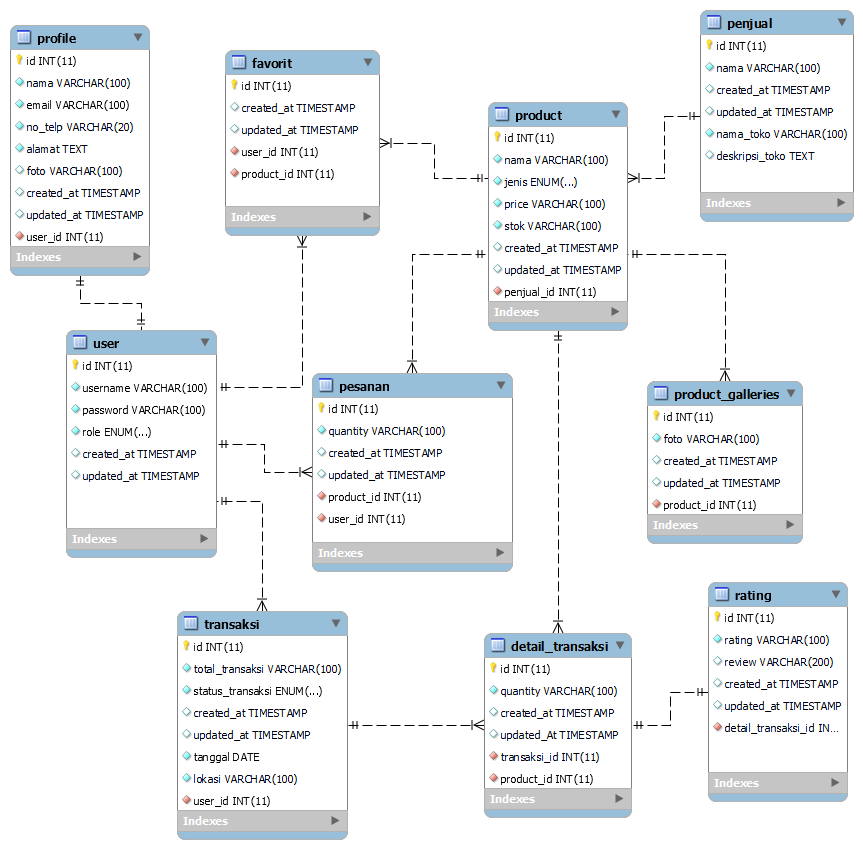 profile
id INT(11)
nama VARCHAR(100)
email VARCHAR(100)
no_telp VARCHAR(20)
alamat TEXT
foto VARCHAR(100)
created_at TIMESTAMP
updated_at TIMESTAMP
user_id INT(11)
Indexes
favorit
id INT(11)
created_at TIMESTAMP
updated_at TIMESTAMP
user_id INT(11)
product_id INT(11)
Indexes
product
id INT(11)
nama VARCHAR(100)
jenis ENUM(...)
price VARCHAR(100)
stok VARCHAR(100)
created_at TIMESTAMP
updated_at TIMESTAMP
penjual_id INT(11)
Indexes
penjual
id INT(11)
nama VARCHAR(100)
created_at TIMESTAMP
updated_at TIMESTAMP
nama_toko VARCHAR(100)
deskripsi_toko TEXT
Indexes
user
id INT(11)
username VARCHAR(100)
password VARCHAR(100)
role ENUM(...)
created_at TIMESTAMP
updated_at TIMESTAMP
Indexes
pesanan
id INT(11)
quantity VARCHAR(100)
created_at TIMESTAMP
updated_at TIMESTAMP
product_id INT(11)
user_id INT(11)
Indexes
product_galleries
id INT(11)
foto VARCHAR(100)
created_at TIMESTAMP
updated_at TIMESTAMP
product_id INT(11)
Indexes
transaksi
id INT(11)
total_transaksi VARCHAR(100)
status_transaksi ENUM(...)
created_at TIMESTAMP
updated_at TIMESTAMP
tanggal DATE
lokasi VARCHAR(100)
user_id INT(11)
Indexes
detail_transaksi
id INT(11)
quantity VARCHAR(100)
created_at TIMESTAMP
updated_At TIMESTAMP
transaksi_id INT(11)
product_id INT(11)
Indexes
rating
id INT(11)
rating VARCHAR(100)
review VARCHAR(200)
created_at TIMESTAMP
updated_at TIMESTAMP
detail_transaksi_id IN...
Indexes